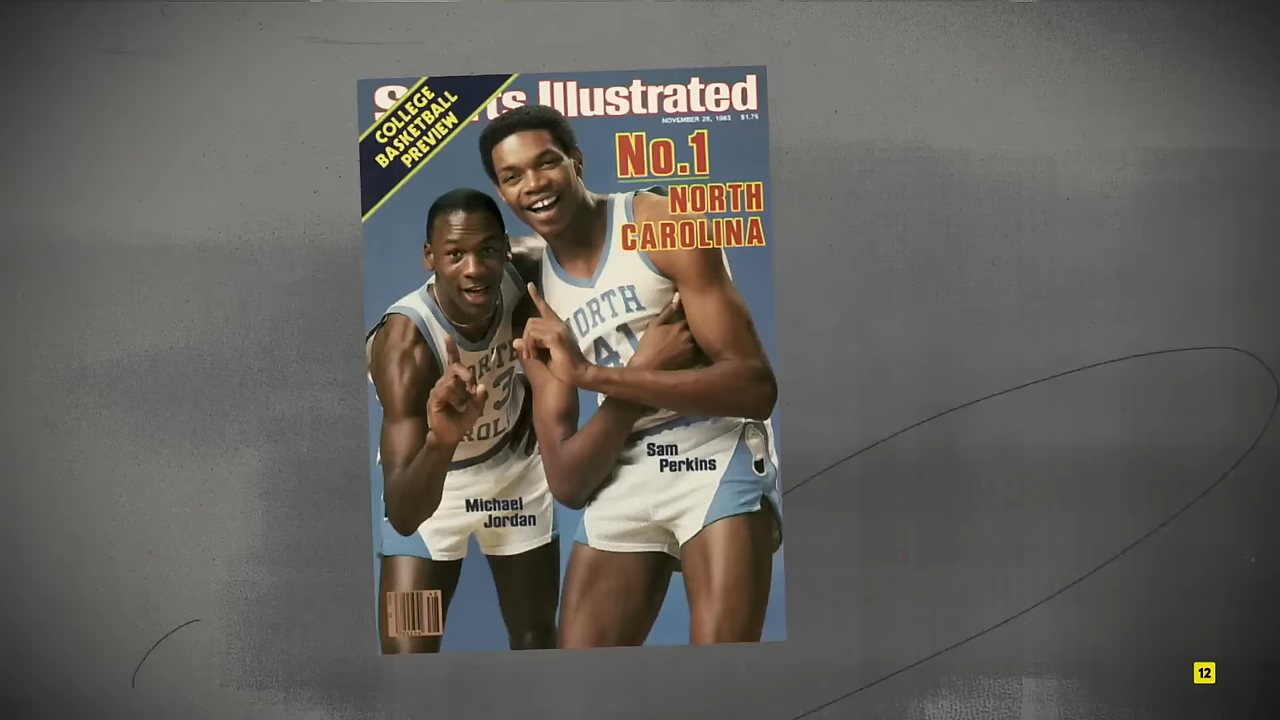 COLLEGE
BASKETBALL
PREVIEW
Sports Illustrated
NOVEMBER 28, 1983 $1.75
No.1
NORTH
CAROLINA
NORTH
41
Sam
Perkins
Michael
Jordan
12